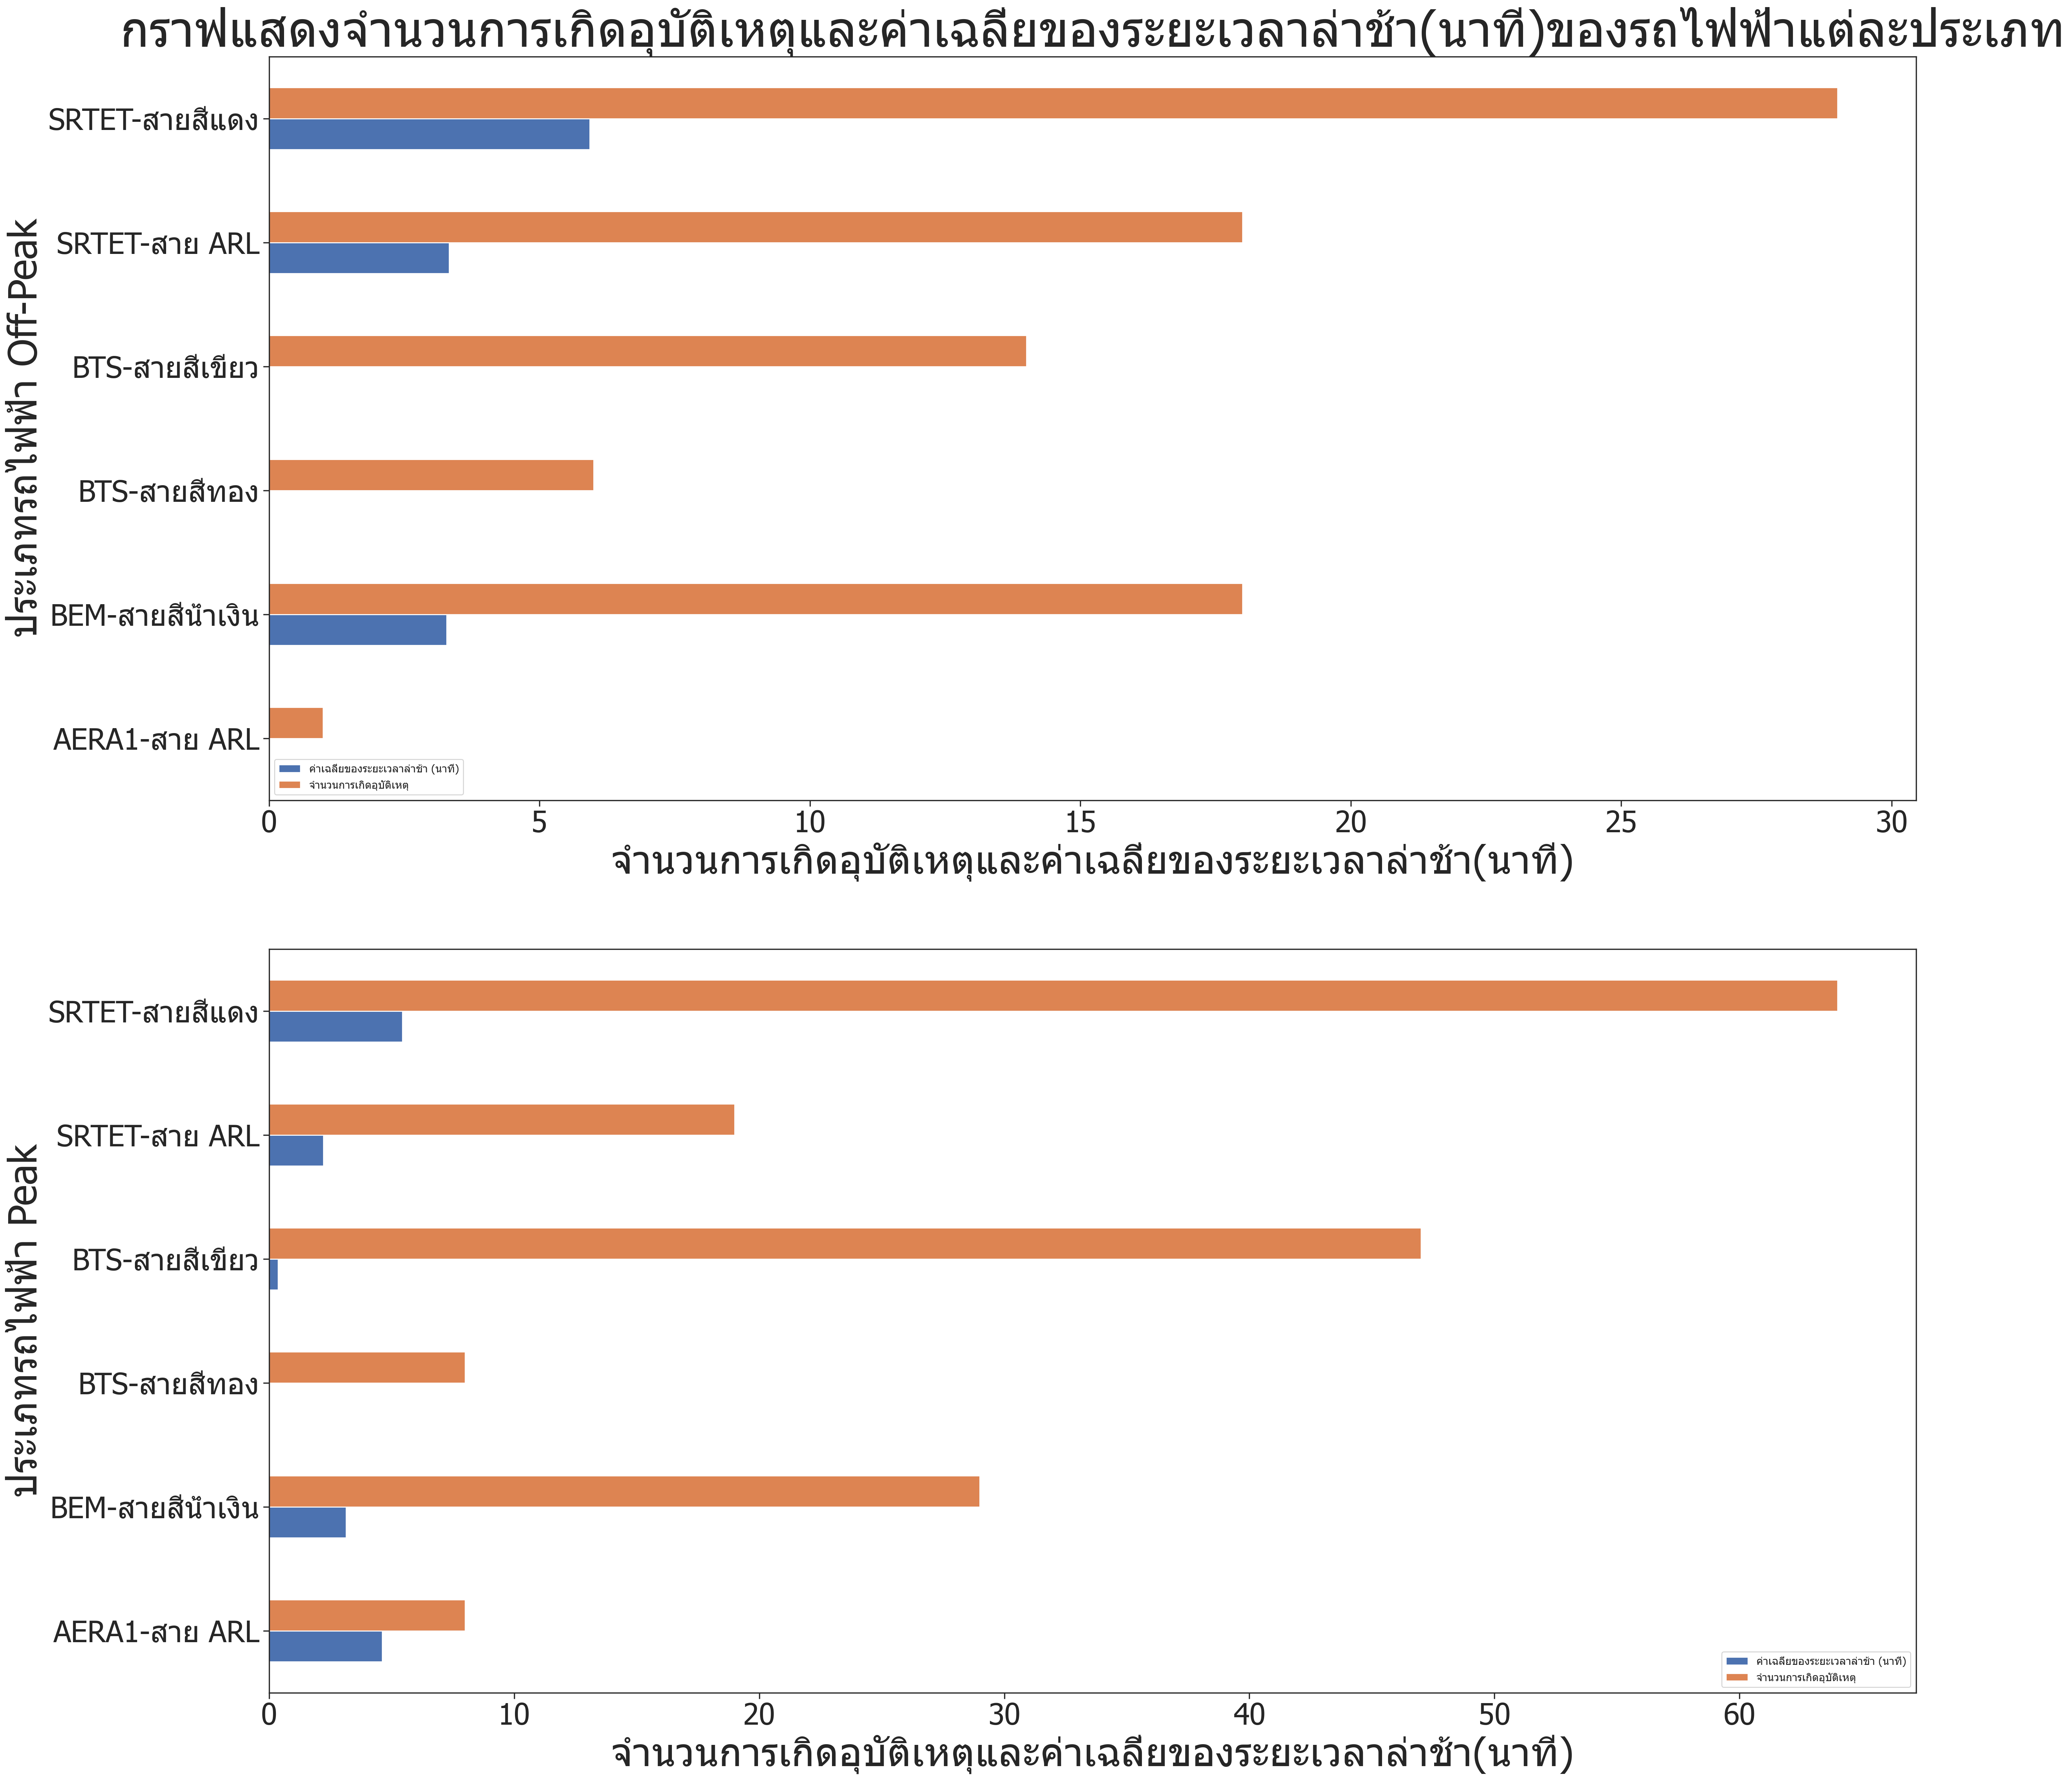 กราฟแสดงจำนวนการเกิดอุบัติเหตุและค่าเฉลี่ยของระยะเวลาล่าช้า(นาที)ของรถไฟฟ้าแต่ละประเภท
ประเภทรถไฟฟ้า Off-Peak
SRTET-สายสีแดง
SRTET-สาย ARL
BTS-สายสีเขียว
BTS-สายสีทอง
BEM-สายสีน้ำเงิน
AERA1-สาย ARL
ค่าเฉลี่ยของระยะเวลาล่าช้า (นาที)
จำนวนการเกิดอุบัติเหตุ
0 5 10 15 20 25 30
จำนวนการเกิดอุบัติเหตุและค่าเฉลี่ยของระยะเวลาล่าช้า(นาที)
ประเภทรถไฟฟ้า Peak
SRTET-สายสีแดง
SRTET-สาย ARL
BTS-สายสีเขียว
BTS-สายสีทอง
BEM-สายสีน้ำเงิน
AERA1-สาย ARL
ค่าเฉลี่ยของระยะเวลาล่าช้า (นาที)
จำนวนการเกิดอุบัติเหตุ
0 10 20 30 40 50 60
จำนวนการเกิดอุบัติเหตุและค่าเฉลี่ยของระยะเวลาล่าช้า(นาที)